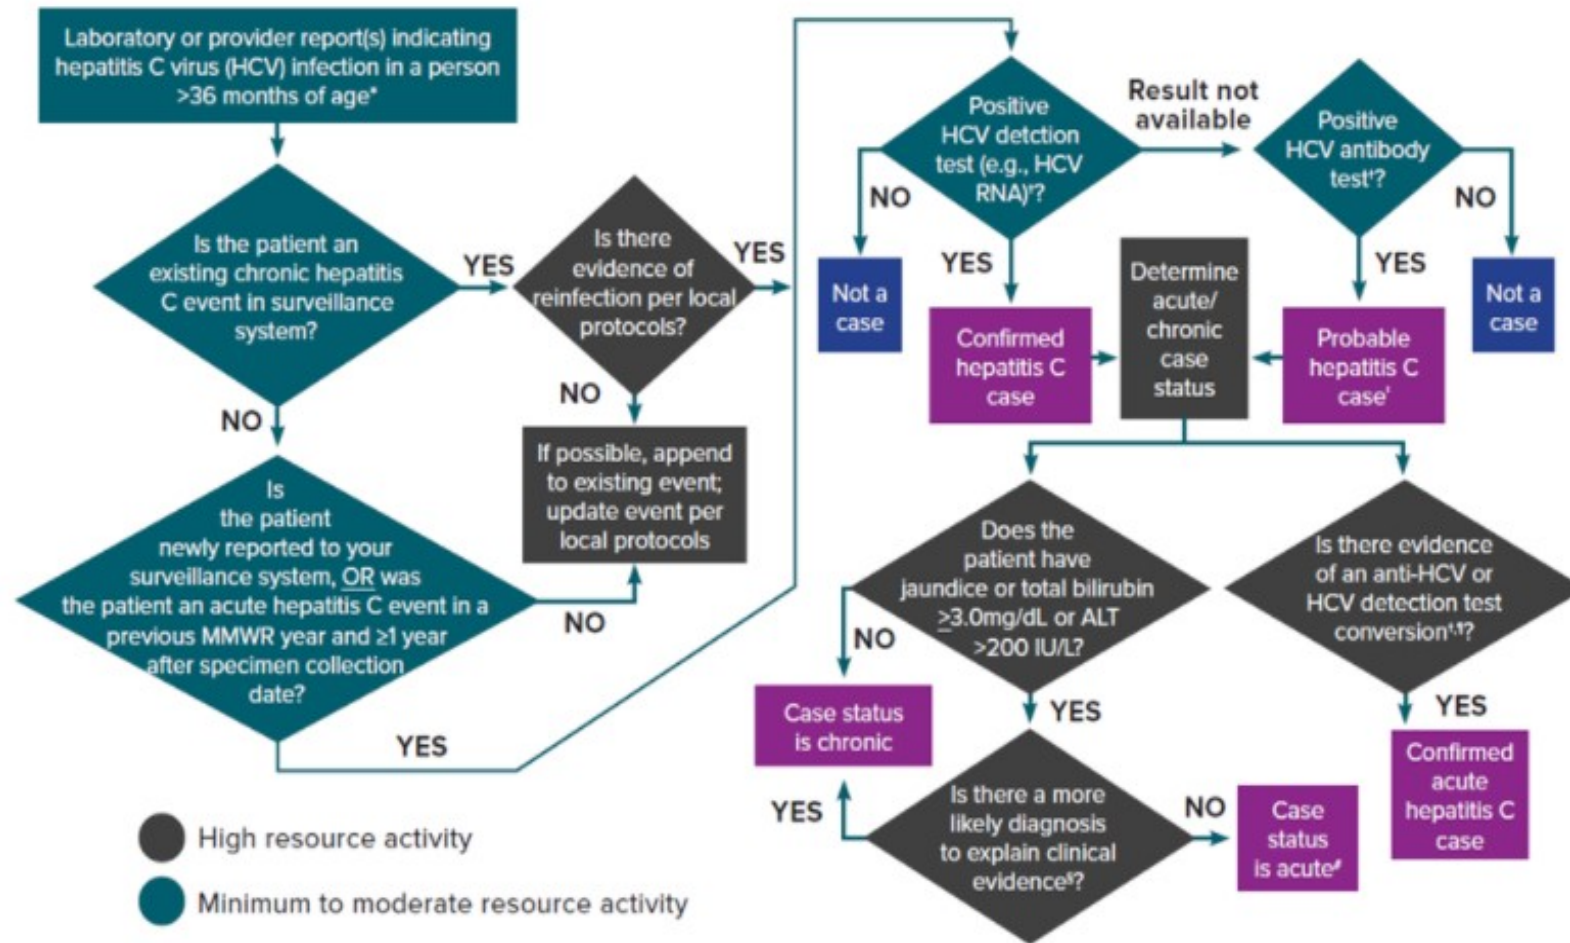 Laboratory or provider report(s) indicating
hepatitis C virus (HCV) infection in a person
>36 months of age*
Is the patient an
existing chronic hepatitis
C event in surveillance
system?
YES
NO
Is there
evidence of
reinfection per local
protocols?
YES
NO
If possible, append
to existing event;
update event per
local protocols
Is
the patient
newly reported to your
surveillance system, OR was
the patient an acute hepatitis C event in a
previous MMWR year and ≥1 year
after specimen collection
date?
NO
YES
Positive
HCV detction
test (e.g., HCV
RNA)†?
Result not
available
Positive
HCV antibody
test†?
NO
YES
YES
NO
Not a
case
Confirmed
hepatitis C
case
Determine
acute/
chronic
case
status
Probable
hepatitis C
case†
Not a
case
Does the
patient have
jaundice or total bilirubin
≥3.0mg/dL or ALT
>200 IU/L?
Is there evidence
of an anti-HCV or
HCV detection test
conversion†,¶?
NO
YES
YES
Case status
is chronic
Confirmed
acute
hepatitis C
case
Is there a more
likely diagnosis
to explain clinical
evidence§?
YES
NO
Case
status
is acute#
High resource activity
Minimum to moderate resource activity